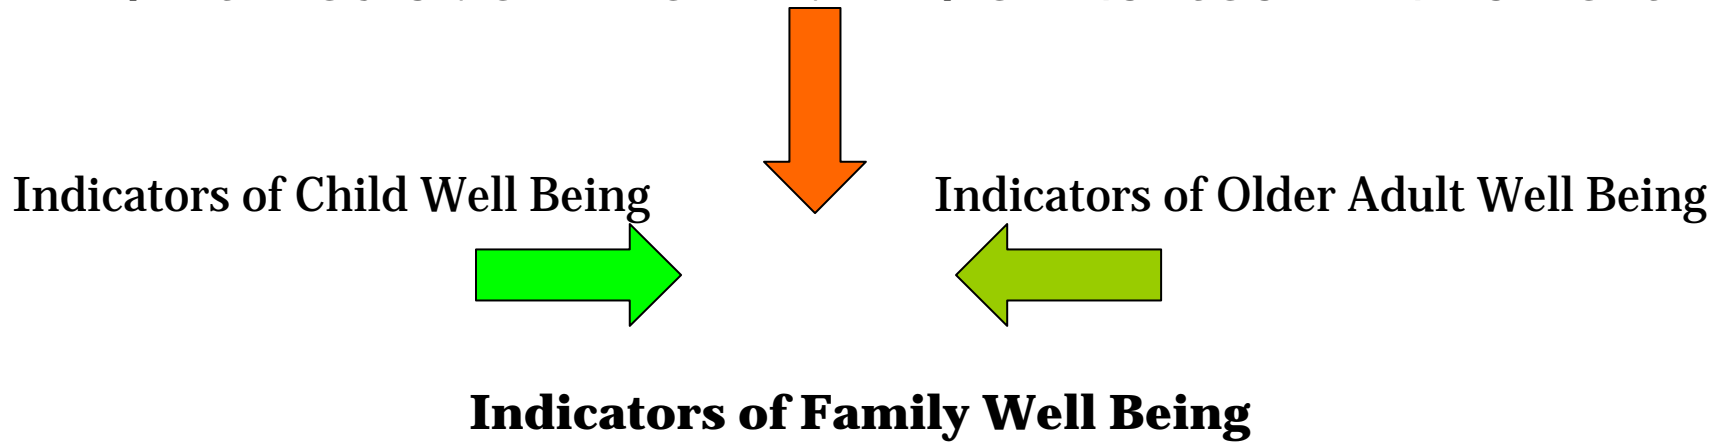 Indicators of Child Well Being
Indicators of Older Adult Well Being
Indicators of Family Well Being